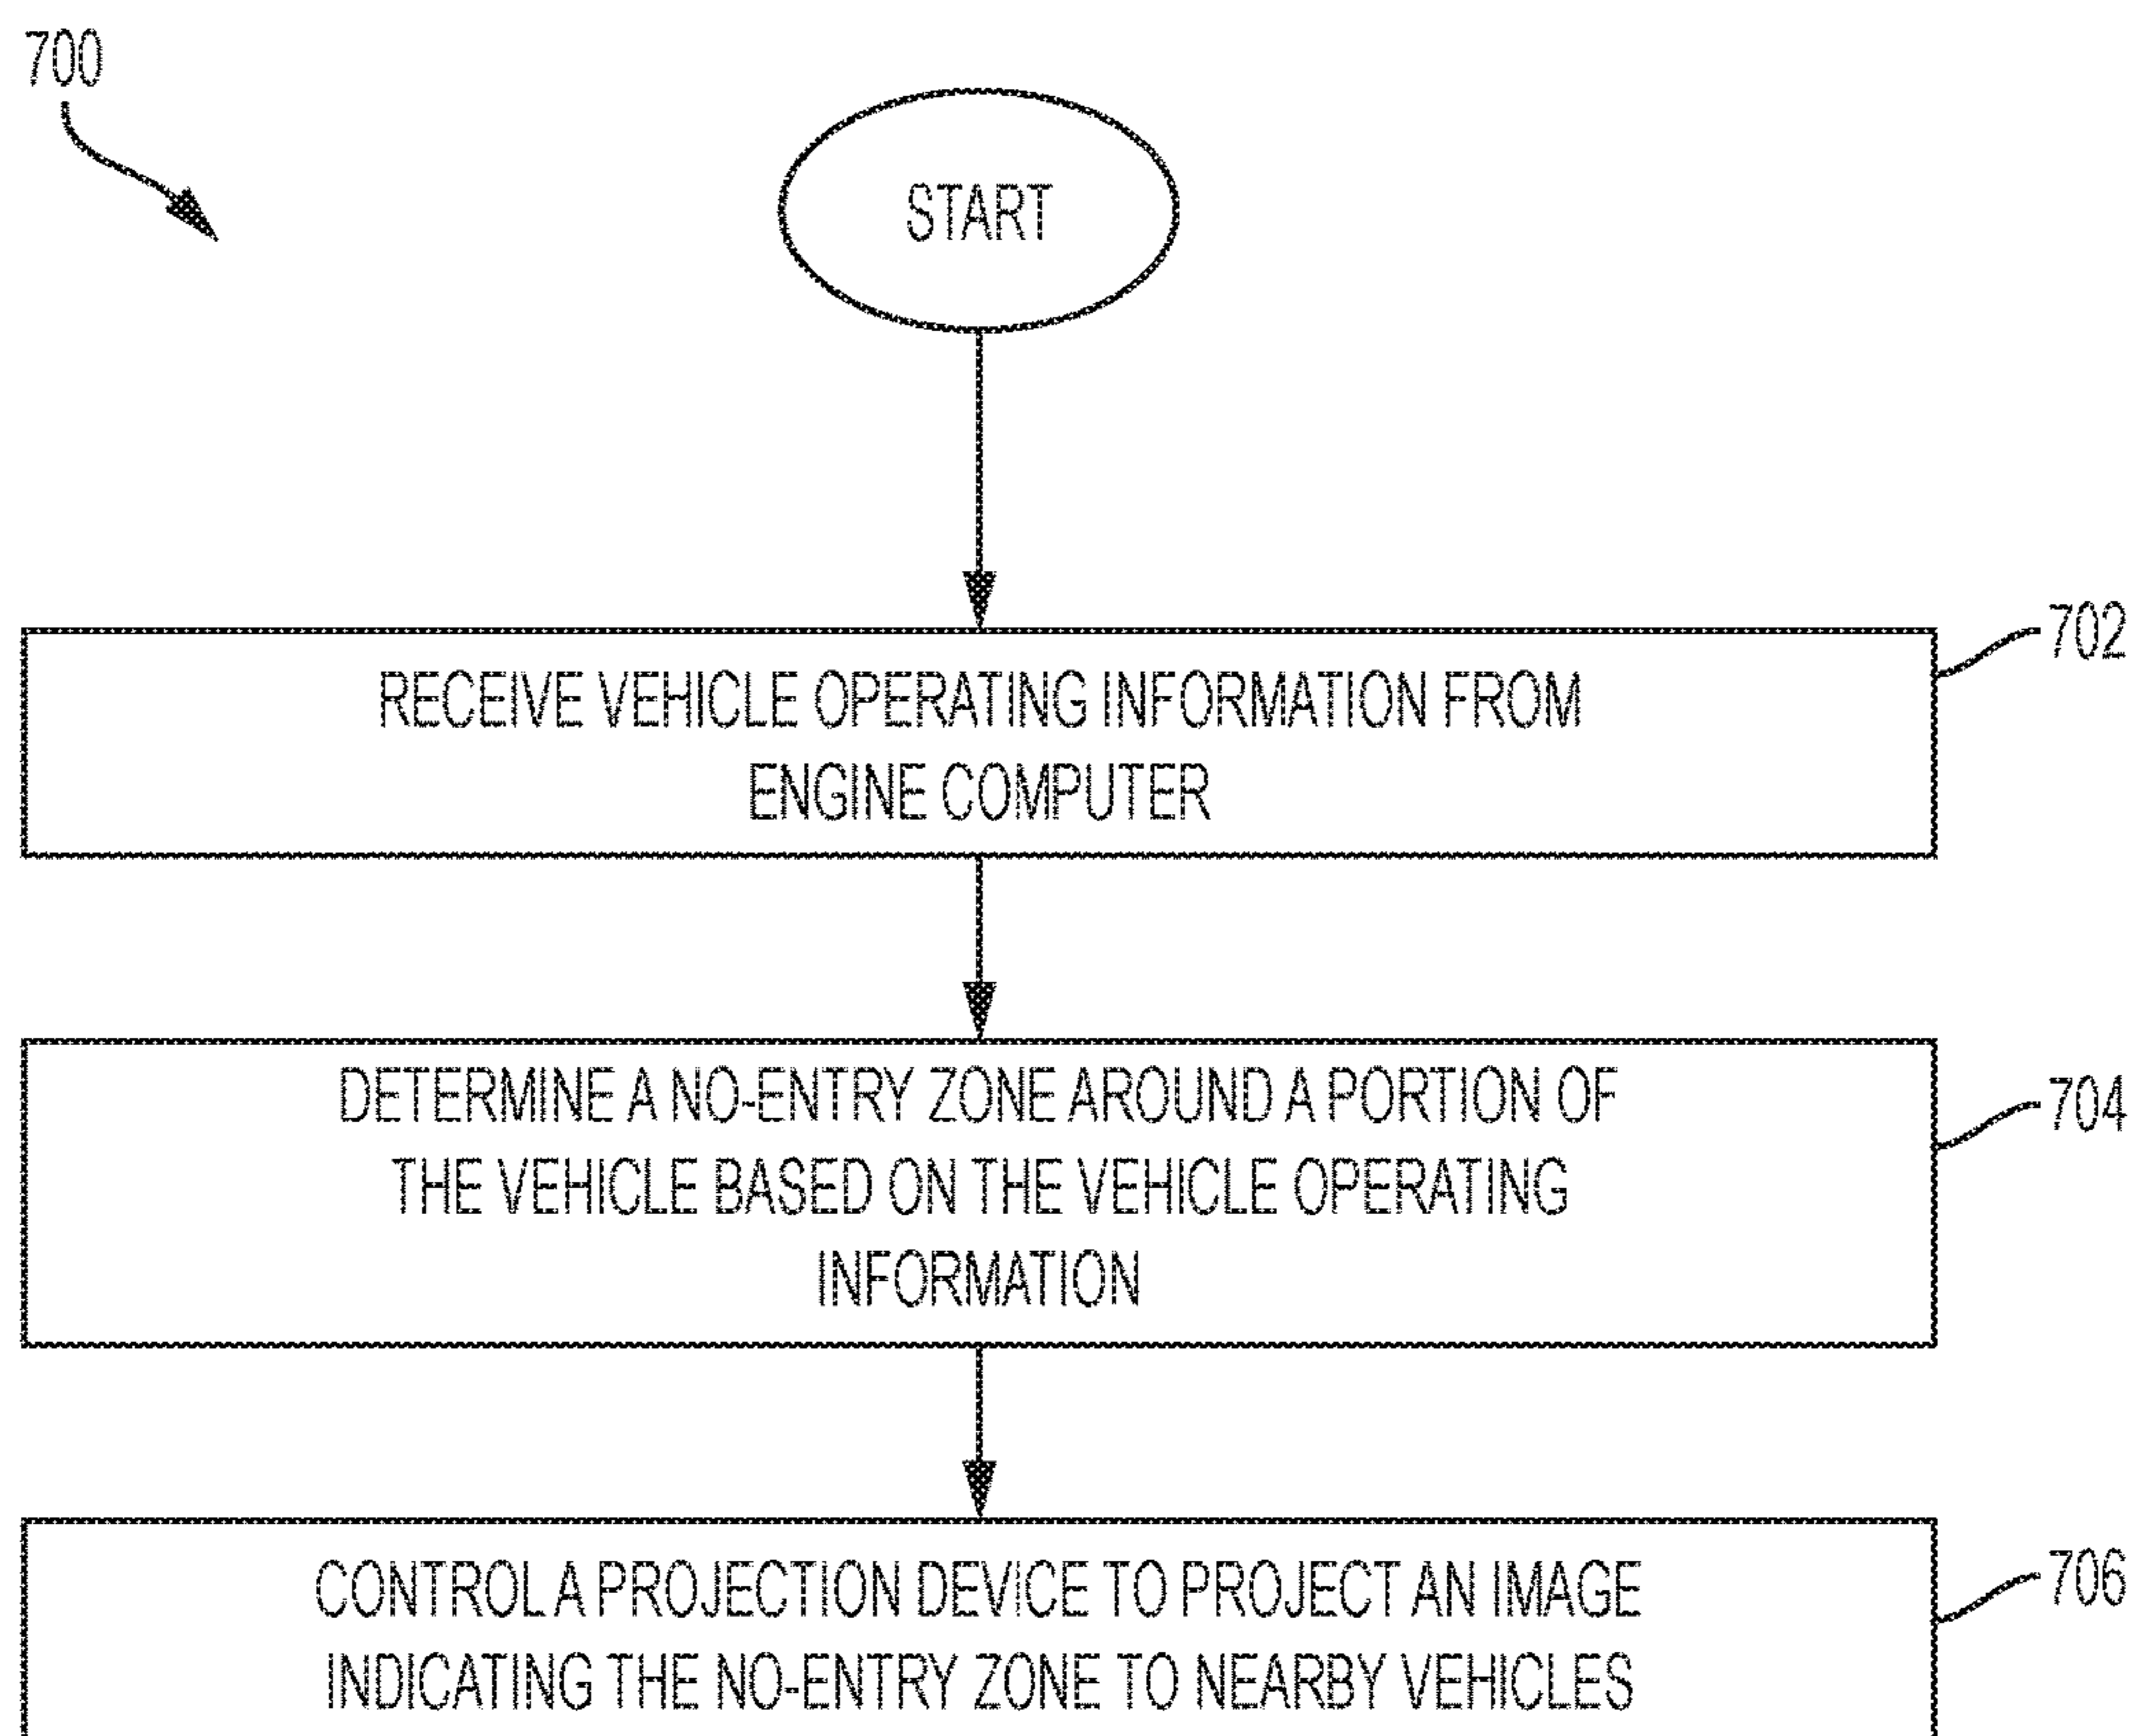 700
START
702
RECEIVE VEHICLE OPERATING INFORMATION FROM
ENGINE COMPUTER
704
DETERMINE A NO-ENTRY ZONE AROUND A PORTION OF
THE VEHICLE BASED ON THE VEHICLE OPERATING
INFORMATION
706
CONTROL A PROJECTION DEVICE TO PROJECT AN IMAGE
INDICATING THE NO-ENTRY ZONE TO NEARBY VEHICLES